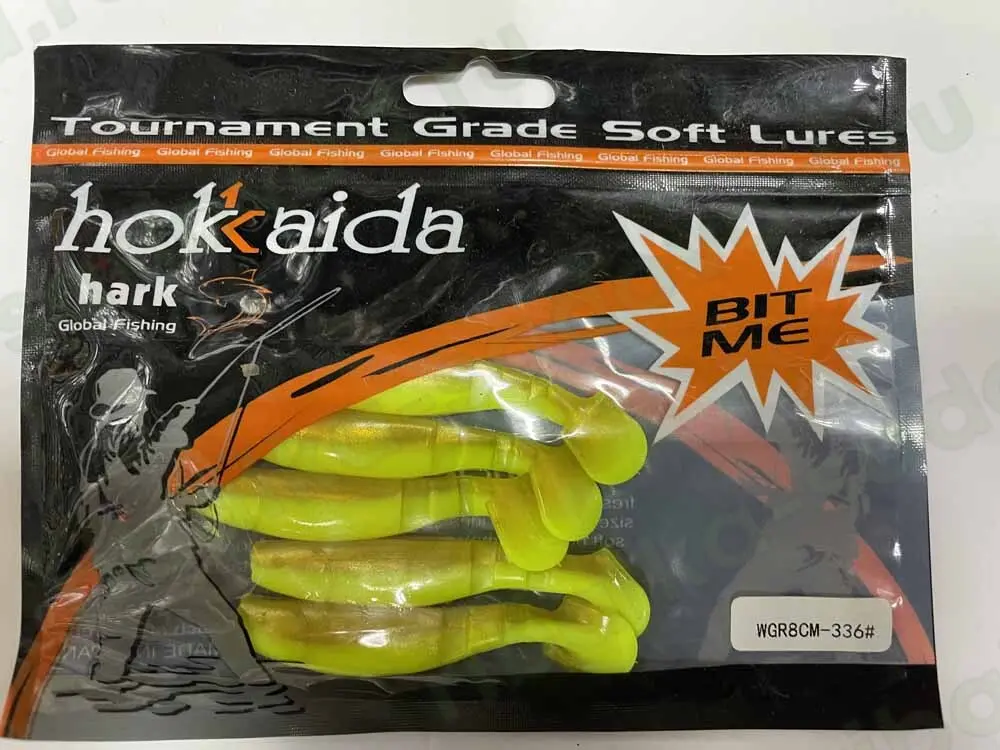 Tournament Grade Soft Lures
Global Fishing Global Fishing Global Fishing Global Fishing Global Fishing Global Fishing Global Fishing Global Fishing
hokkaida
hark
Global Fishing
BIT
ME
WGR8CM-336#